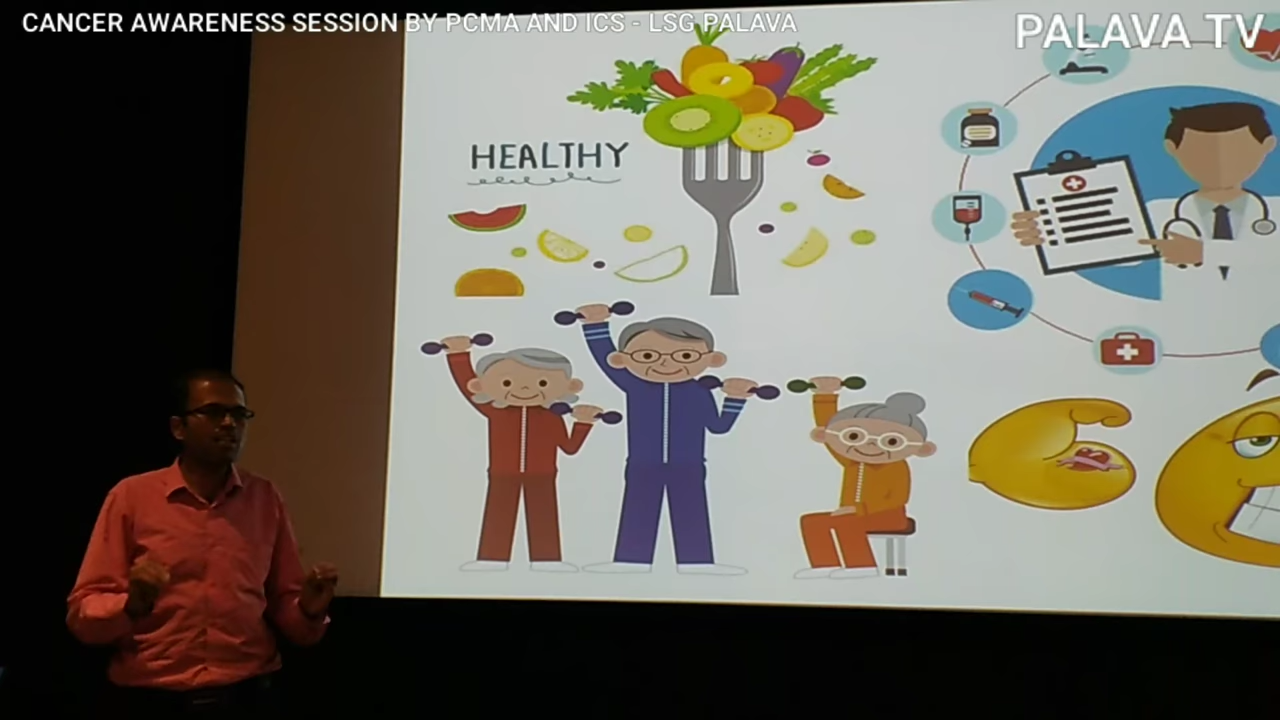 CANCER AWARENESS SESSION BY PCMA AND ICS - LSG PALAVA
PALAVA TV
HEALTHY